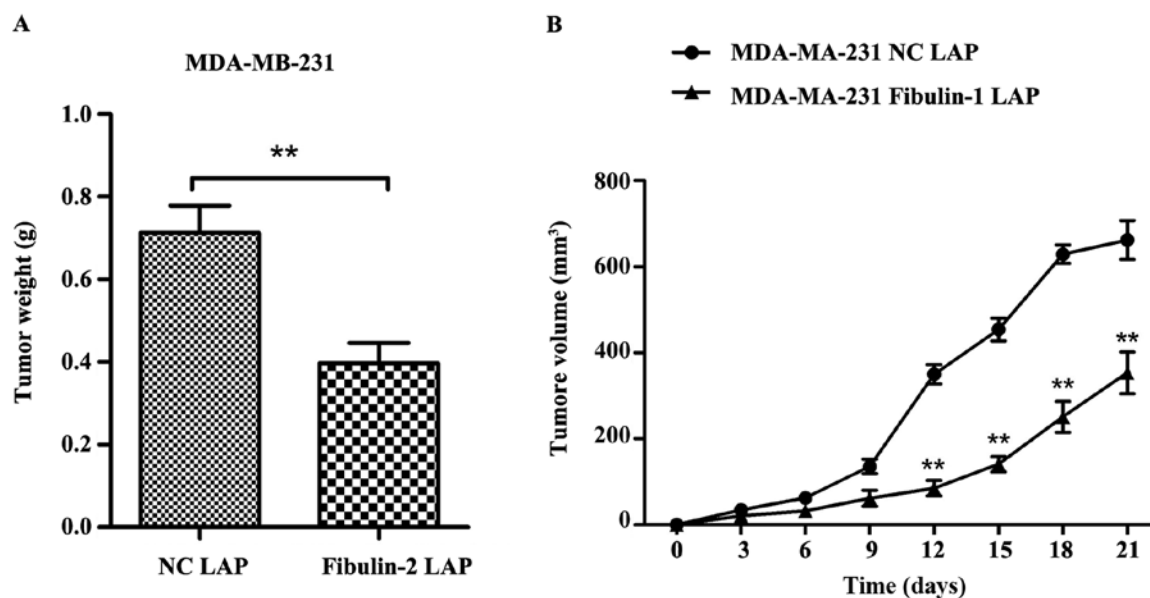 A
MDA-MB-231
1.0
0.8
0.6
0.4
0.2
0.0
Tumor weight (g)
**
NC LAP
Fibulin-2 LAP
B
MDA-MA-231 NC LAP
MDA-MA-231 Fibulin-1 LAP
800
600
400
200
0
Tumore volume (mm³)
**
**
**
**
0 3 6 9 12 15 18 21
Time (days)